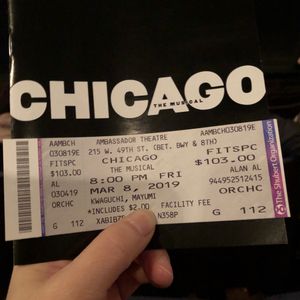 CHICAGO
THE MUSICAL
AAMBCH AMBASSADOR THEATRE AAMBCHO30819E
030819E 215 W. 49TH ST. (BET. BWY & 8TH) FITSPC
FITSPC CHICAGO $103.00
$103.00 THE MUSICAL
AL 8:00 PM FRI ALAN AL
030419 MAR 8, 2019 944952512415
ORCHC KWAGUCHI, MAYUMI ORCHC
*INCLUDES $2.00 FACILITY FEE
G 112 G 112
The Shubert Organization